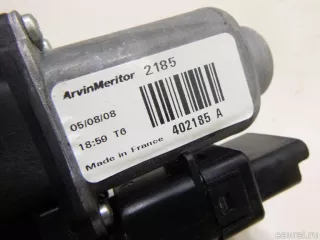 ArvinMeritor 2185
05/08/08
18:59 T6
402185 A
Made in France